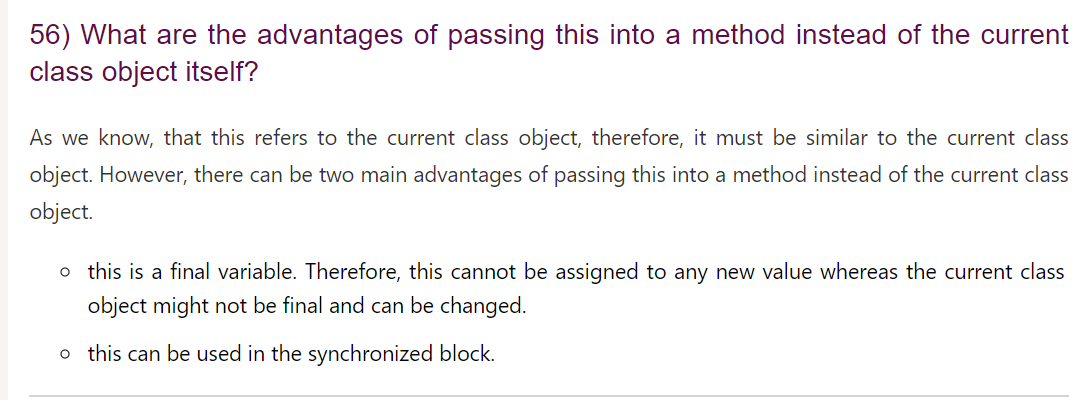 56) What are the advantages of passing this into a method instead of the current
class object itself?
As we know, that this refers to the current class object, therefore, it must be similar to the current class
object. However, there can be two main advantages of passing this into a method instead of the current class
object.
this is a final variable. Therefore, this cannot be assigned to any new value whereas the current class
object might not be final and can be changed.
this can be used in the synchronized block.